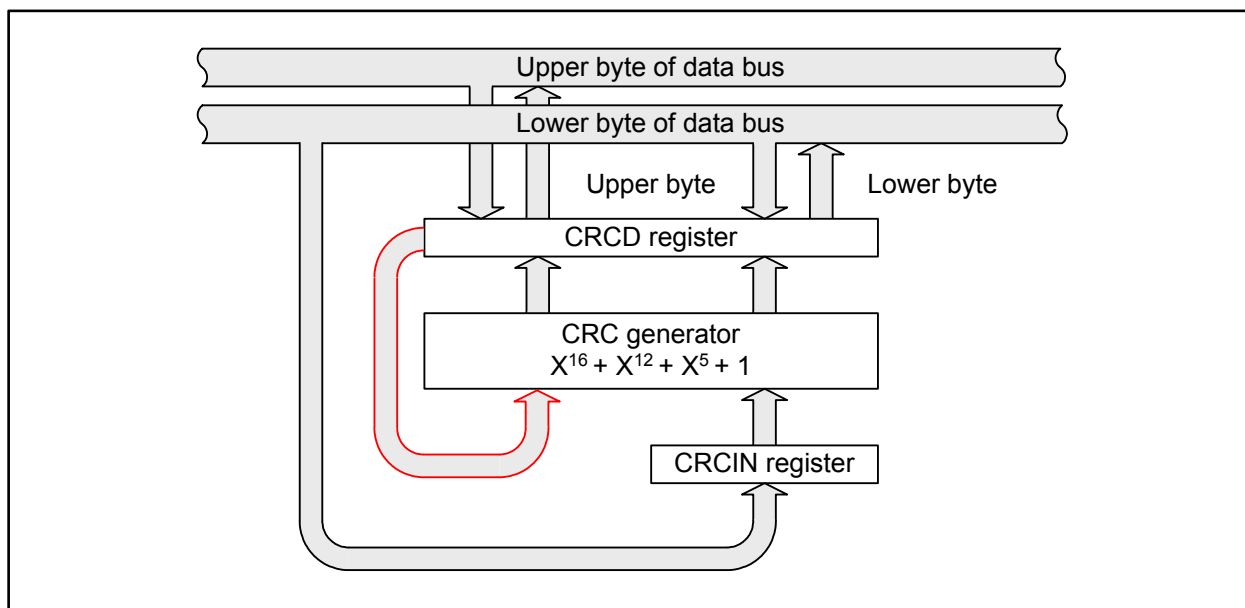 Upper byte of data bus
Lower byte of data bus
Upper byte
Lower byte
CRCD register
CRC generator
X¹⁶ + X¹² + X⁵ + 1
CRCIN register